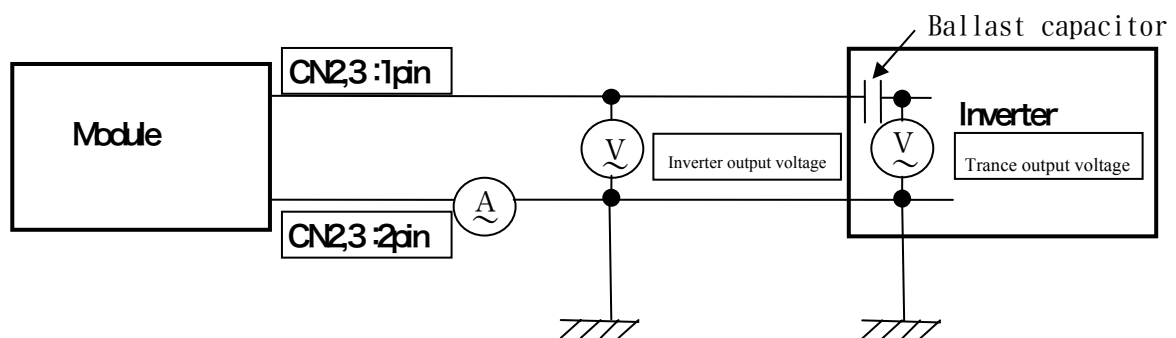 Ballast capacitor
CN2,3 :1pin
Module
V
Inverter output voltage
V
Inverter
Trance output voltage
A
CN2,3 :2pin